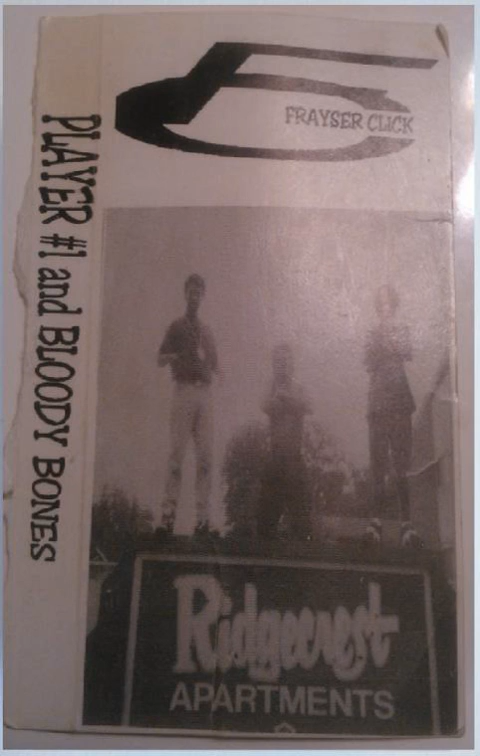 FRAYSER CLICK
PLAYER #1 and BLOODY BONES
Ridgecrest
APARTMENTS